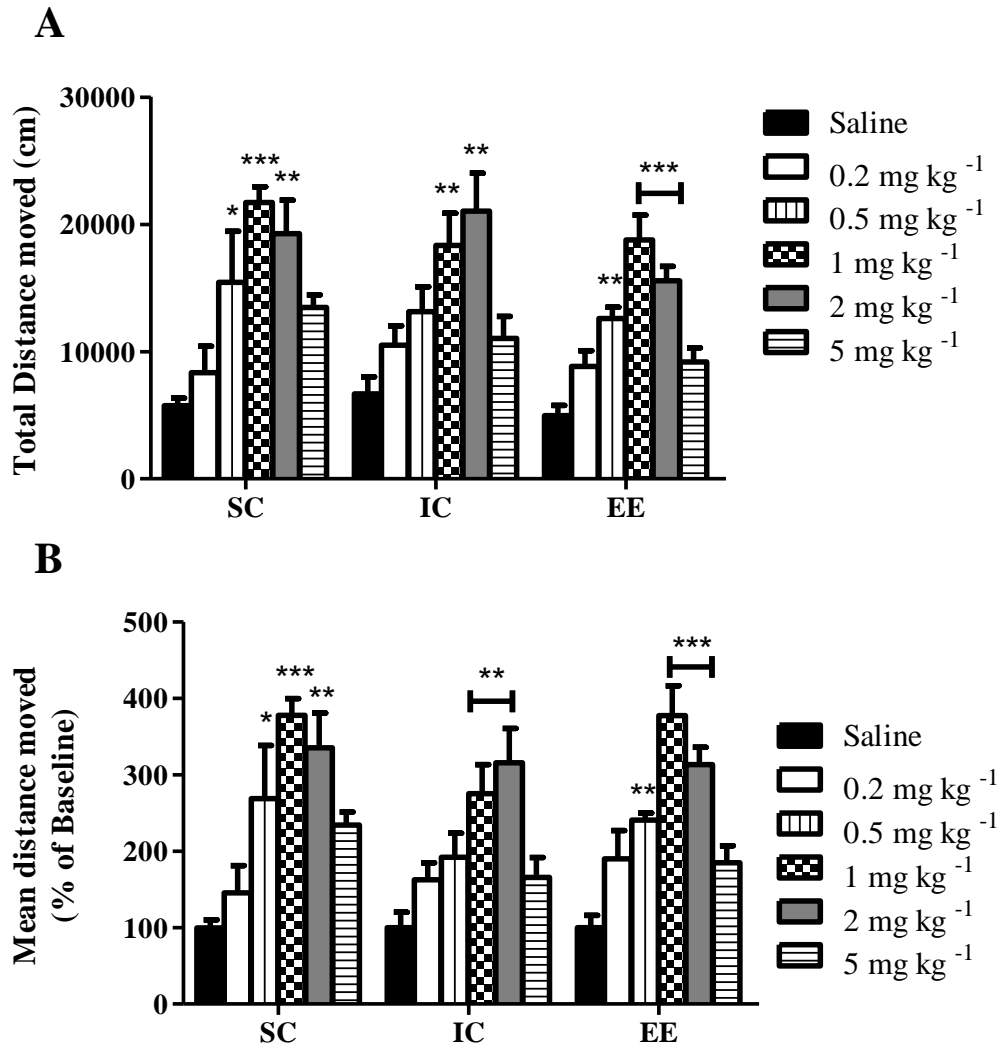 A
Total Distance moved (cm)
30000
20000
10000
0
*
***
**
**
**
**
***
SC
IC
EE
Saline
0.2 mg kg -1
0.5 mg kg -1
1 mg kg -1
2 mg kg -1
5 mg kg -1
B
Mean distance moved
(% of Baseline)
500
400
300
200
100
0
*
***
**
**
**
***
SC
IC
EE
Saline
0.2 mg kg -1
0.5 mg kg -1
1 mg kg -1
2 mg kg -1
5 mg kg -1